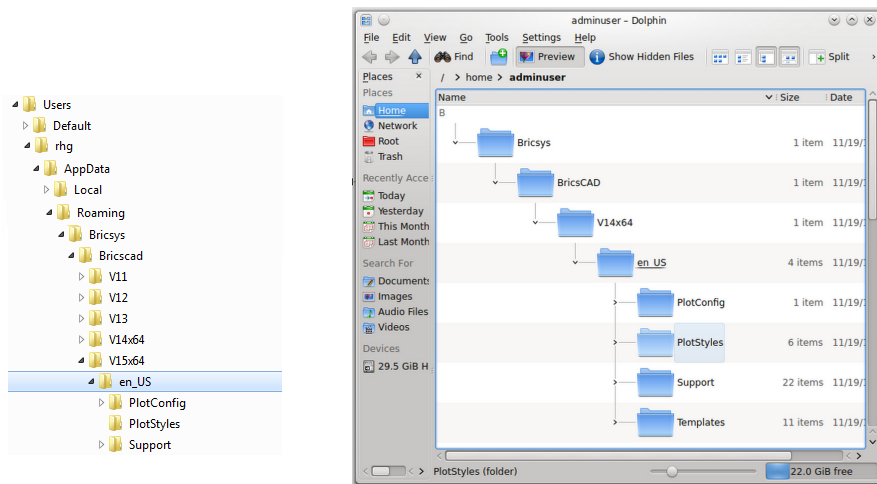 Users
Default
rhg
AppData
Local
Roaming
Bricsys
Bricscad
V11
V12
V13
V14x64
V15x64
en_US
PlotConfig
PlotStyles
Support
adminuser – Dolphin
File Edit View Go Tools Settings Help
Find Preview Show Hidden Files Split
Places
/ > home > adminuser
Places
Home
Network
Root
Trash
Recently Acce
Today
Yesterday
This Month
Last Month
Search For
Documents
Images
Audio Files
Videos
Devices
29.5 GiB H
Name Size Date
B
Bricsys 1 item 11/19/
BricsCAD 1 item 11/19/
V14x64 1 item 11/19/
en_US 4 items 11/19/
PlotConfig 1 item 11/19/
PlotStyles 6 items 11/19/
Support 22 items 11/19/
Templates 11 items 11/19/
PlotStyles (folder) 22.0 GiB free